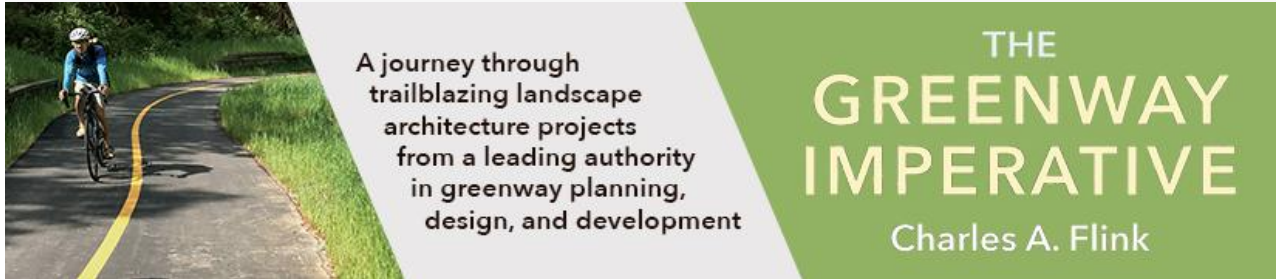 A journey through
trailblazing landscape
architecture projects
from a leading authority
in greenway planning,
design, and development
THE
GREENWAY
IMPERATIVE
Charles A. Flink